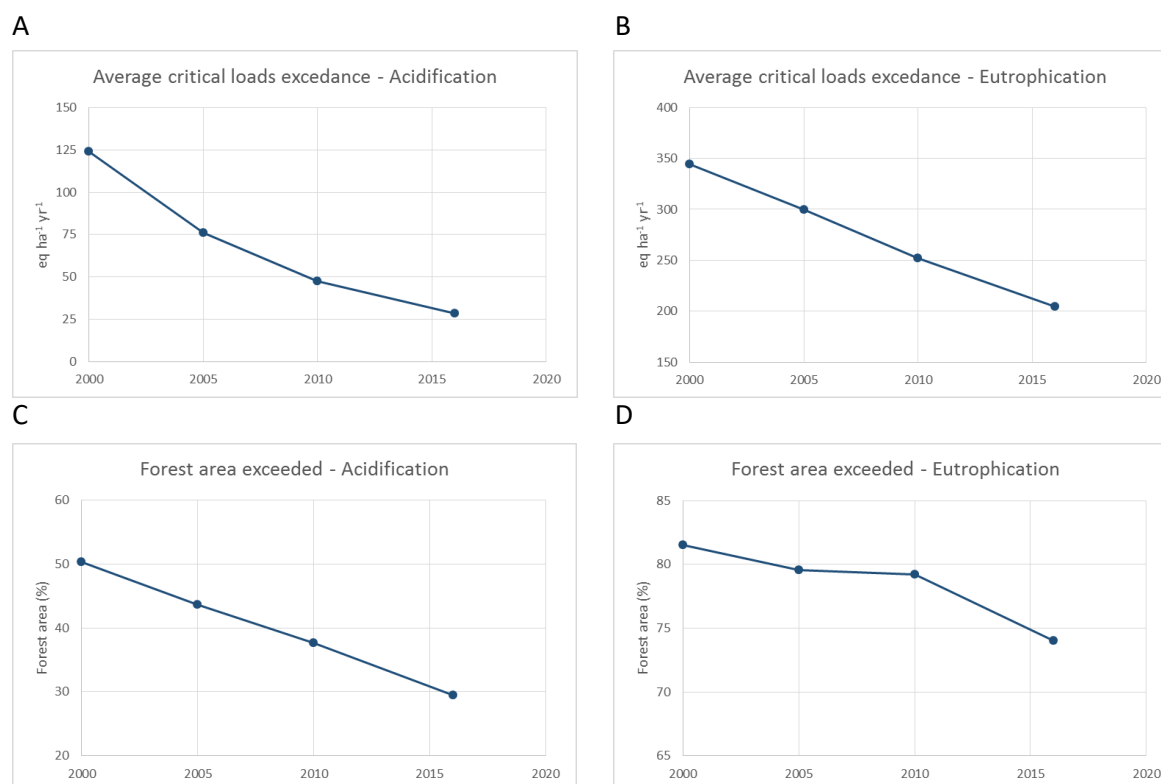 A
Average critical loads excedance - Acidification
150
125
100
75
50
25
0
eq ha⁻¹ yr⁻¹
2000 2005 2010 2015 2020
B
Average critical loads excedance - Eutrophication
400
350
300
250
200
150
eq ha⁻¹ yr⁻¹
2000 2005 2010 2015 2020
C
Forest area exceeded - Acidification
60
50
40
30
20
Forest area (%)
2000 2005 2010 2015 2020
D
Forest area exceeded - Eutrophication
85
80
75
70
65
Forest area (%)
2000 2005 2010 2015 2020